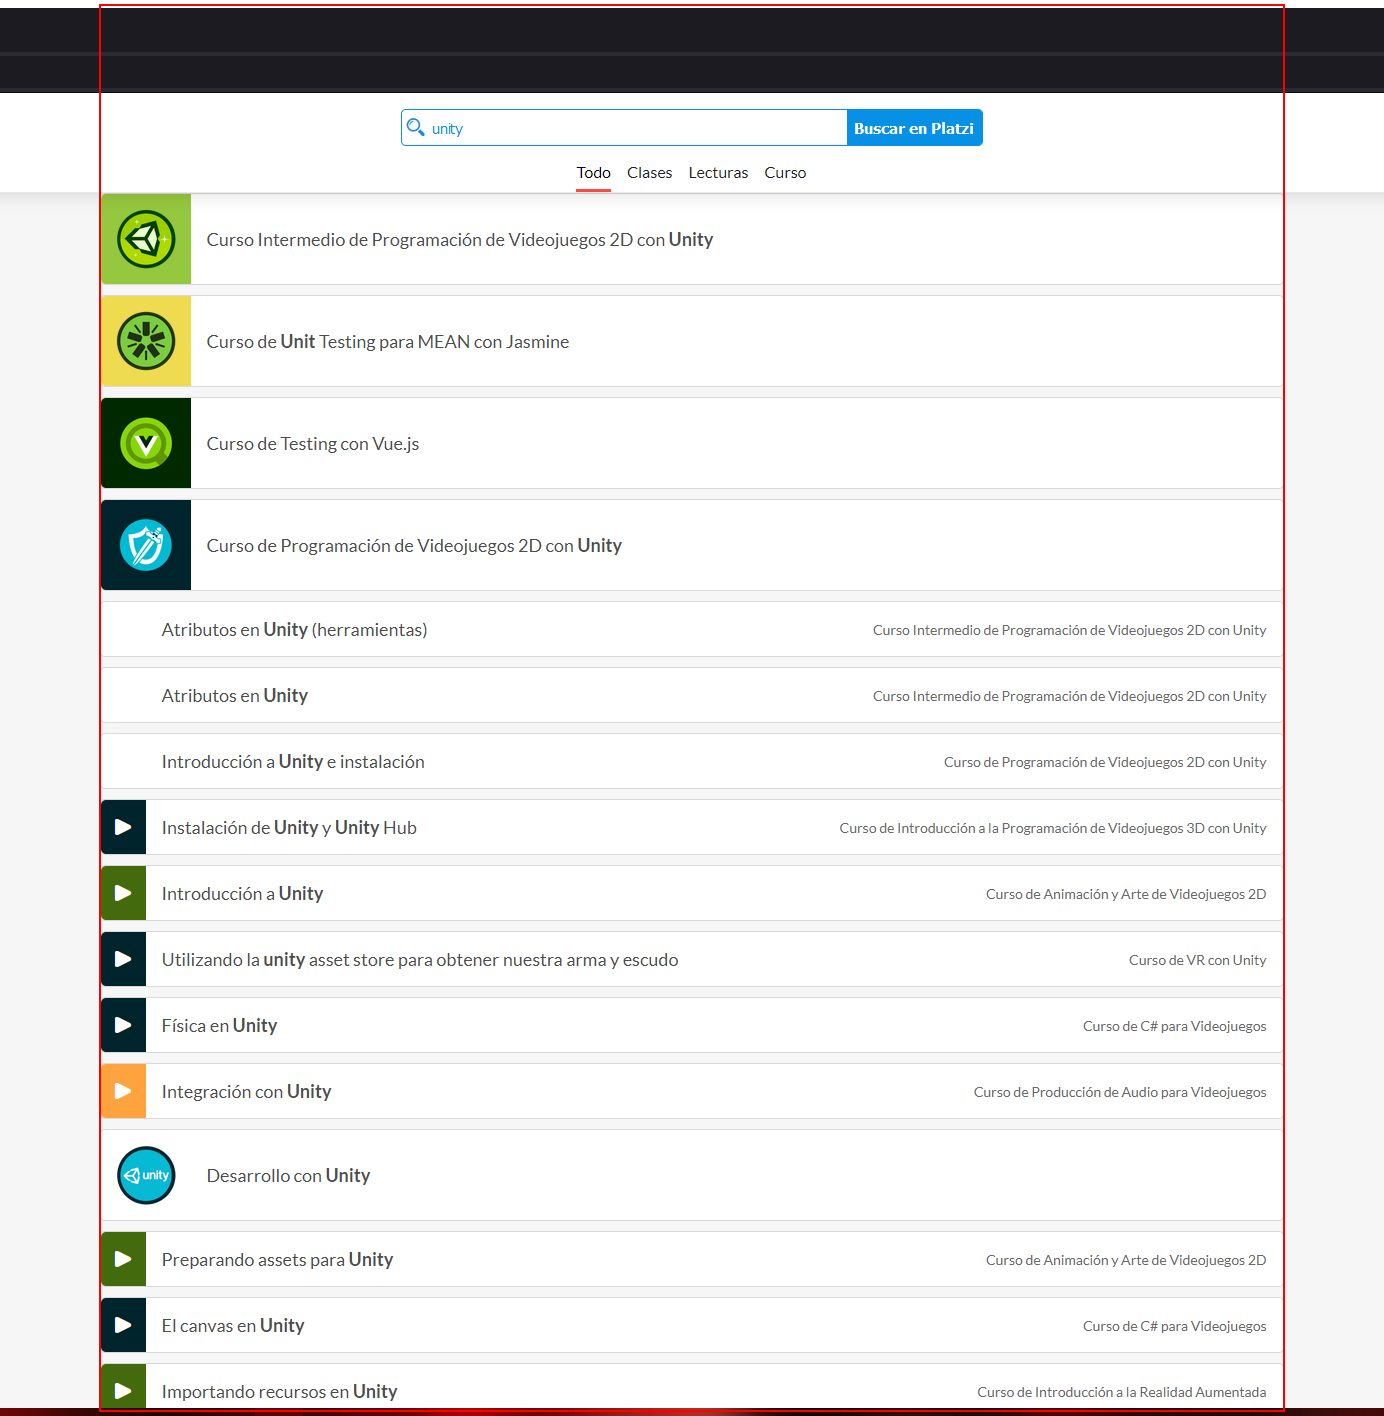 unity
Buscar en Platzi
Todo Clases Lecturas Curso
Curso Intermedio de Programación de Videojuegos 2D con Unity
Curso de Unit Testing para MEAN con Jasmine
Curso de Testing con Vue.js
Curso de Programación de Videojuegos 2D con Unity
Atributos en Unity (herramientas) Curso Intermedio de Programación de Videojuegos 2D con Unity
Atributos en Unity Curso Intermedio de Programación de Videojuegos 2D con Unity
Introducción a Unity e instalación Curso de Programación de Videojuegos 2D con Unity
Instalación de Unity y Unity Hub Curso de Introducción a la Programación de Videojuegos 3D con Unity
Introducción a Unity Curso de Animación y Arte de Videojuegos 2D
Utilizando la unity asset store para obtener nuestra arma y escudo Curso de VR con Unity
Física en Unity Curso de C# para Videojuegos
Integración con Unity Curso de Producción de Audio para Videojuegos
unity Desarrollo con Unity
Preparando assets para Unity Curso de Animación y Arte de Videojuegos 2D
El canvas en Unity Curso de C# para Videojuegos
Importando recursos en Unity Curso de Introducción a la Realidad Aumentada